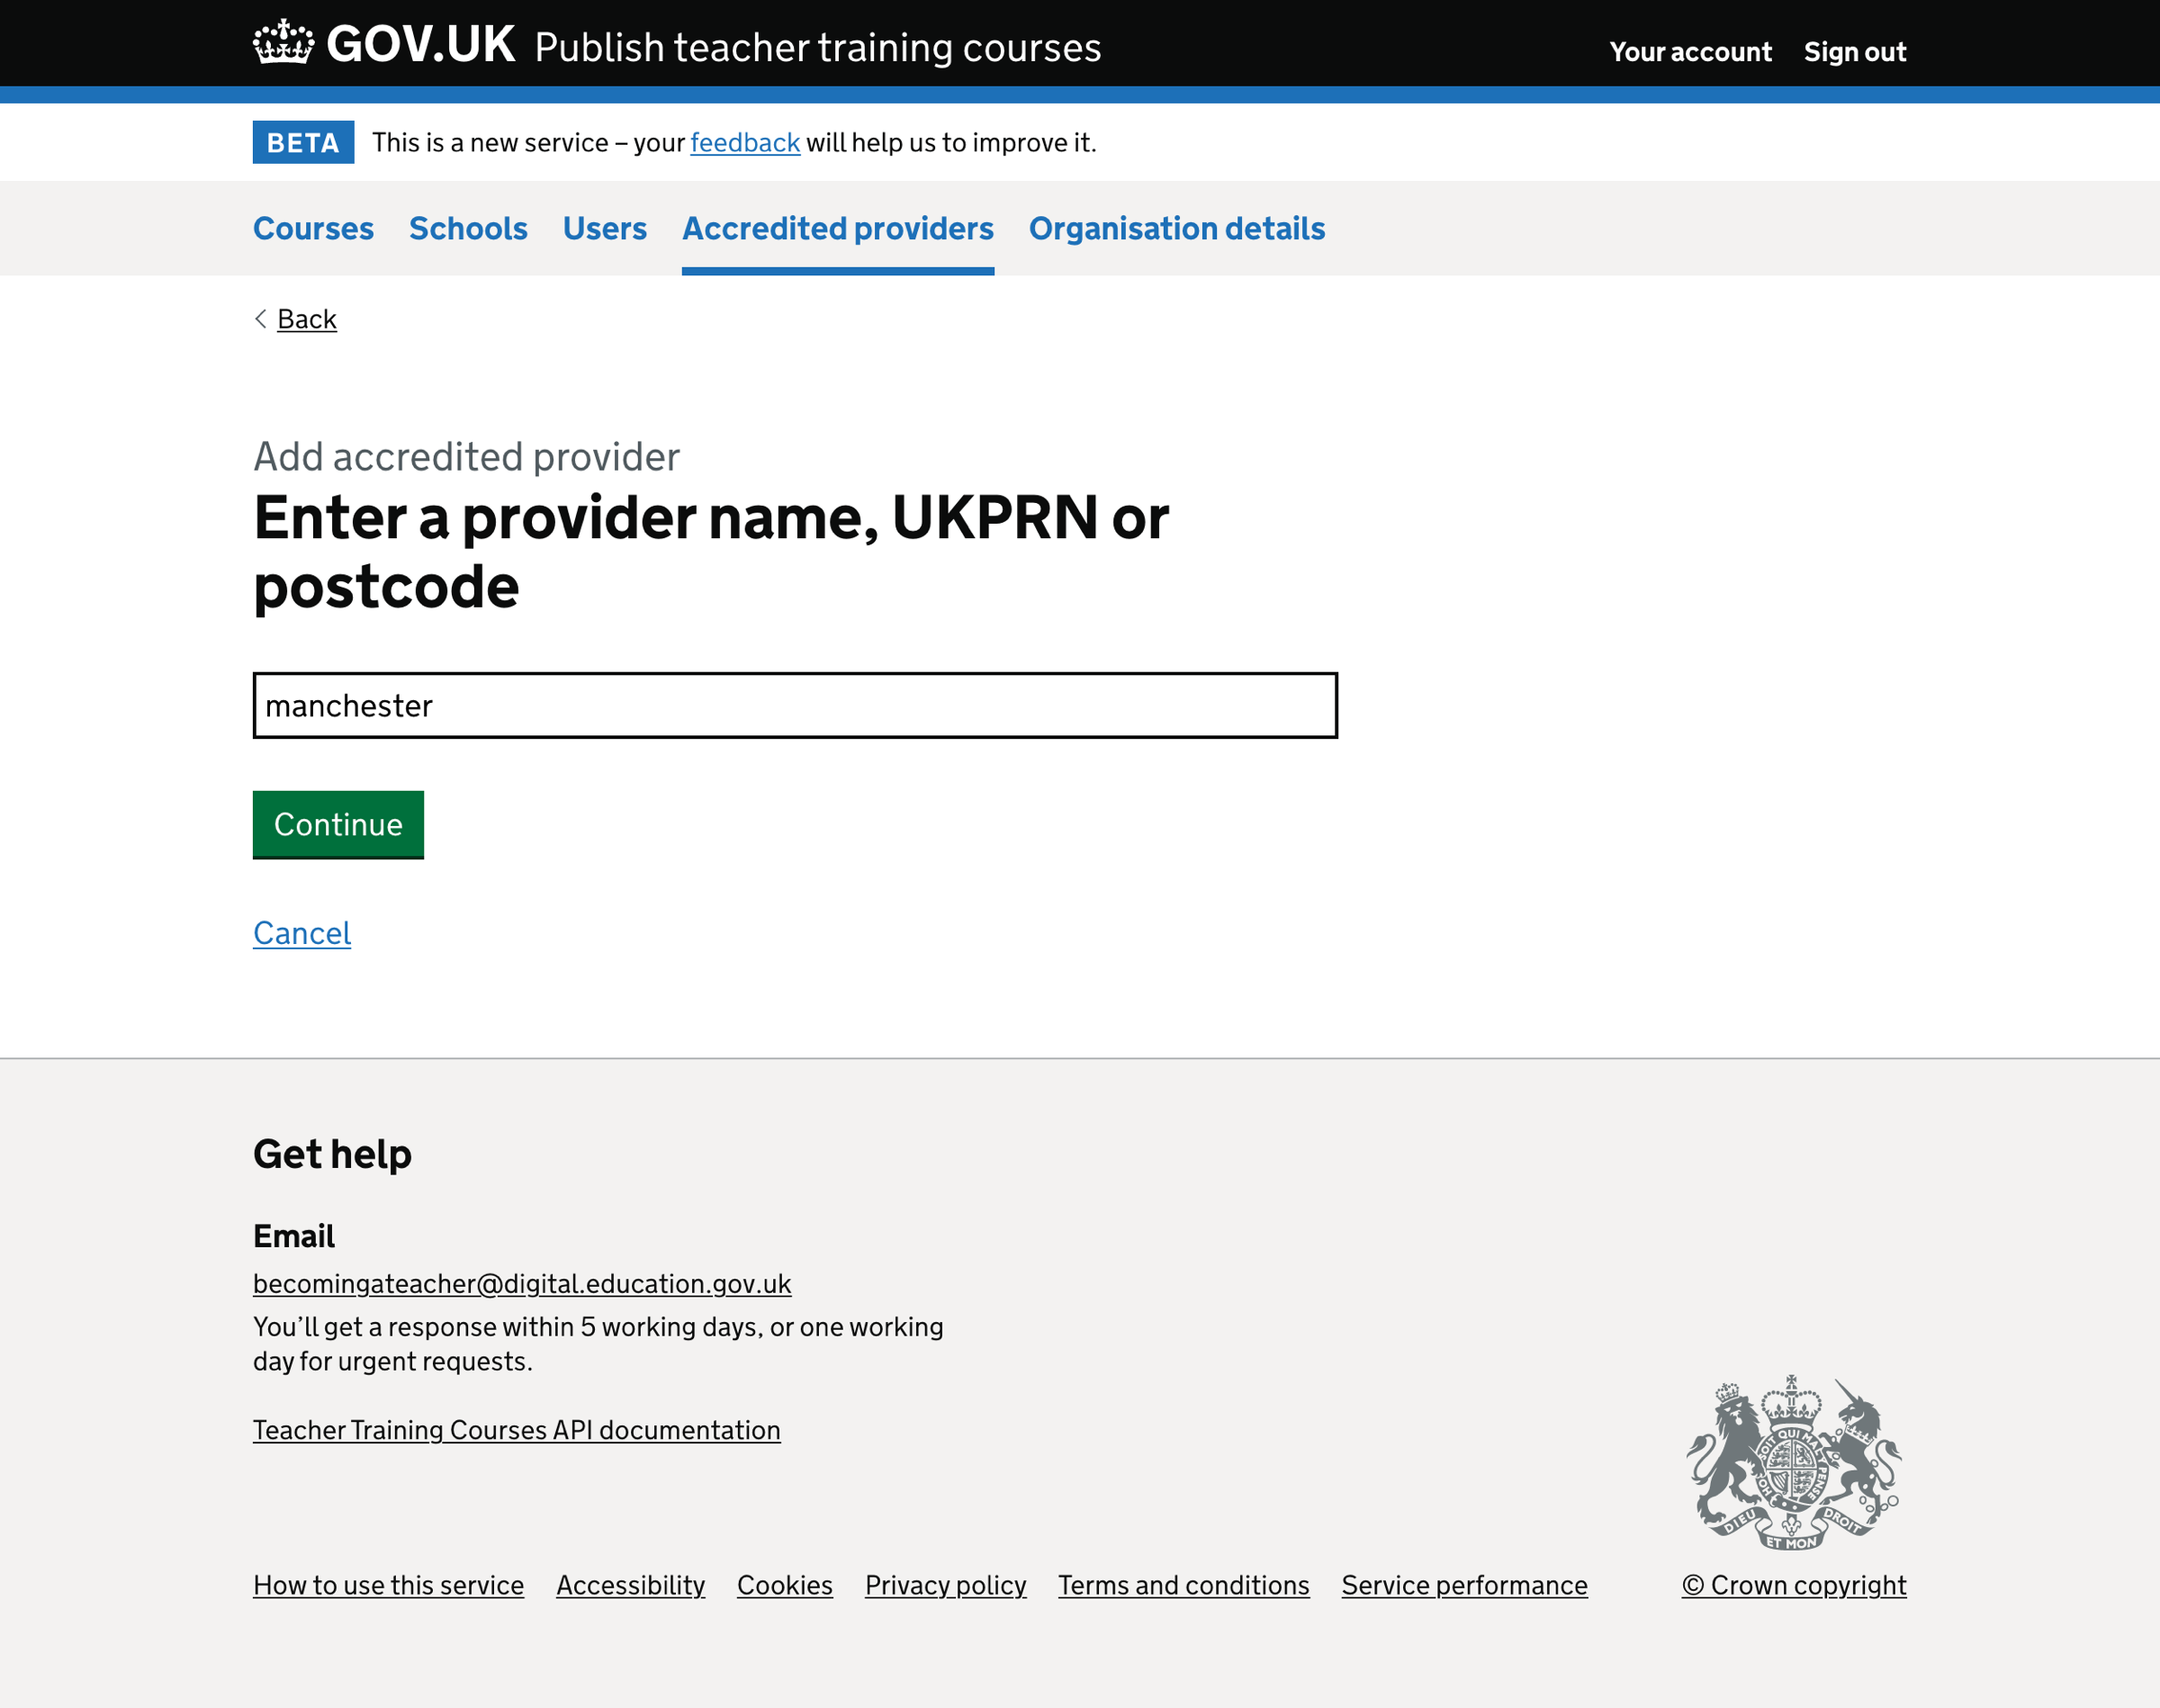 GOV.UK Publish teacher training courses
Your account Sign out
BETA This is a new service – your feedback will help us to improve it.
Courses Schools Users Accredited providers Organisation details
Back
Add accredited provider
Enter a provider name, UKPRN or
postcode
manchester
Continue
Cancel
Get help
Email
becomingateacher@digital.education.gov.uk
You’ll get a response within 5 working days, or one working
day for urgent requests.
Teacher Training Courses API documentation
SOIT QUI MAL
PENSE
HON
DIEU ET MON DROIT
How to use this service Accessibility Cookies Privacy policy Terms and conditions Service performance
© Crown copyright